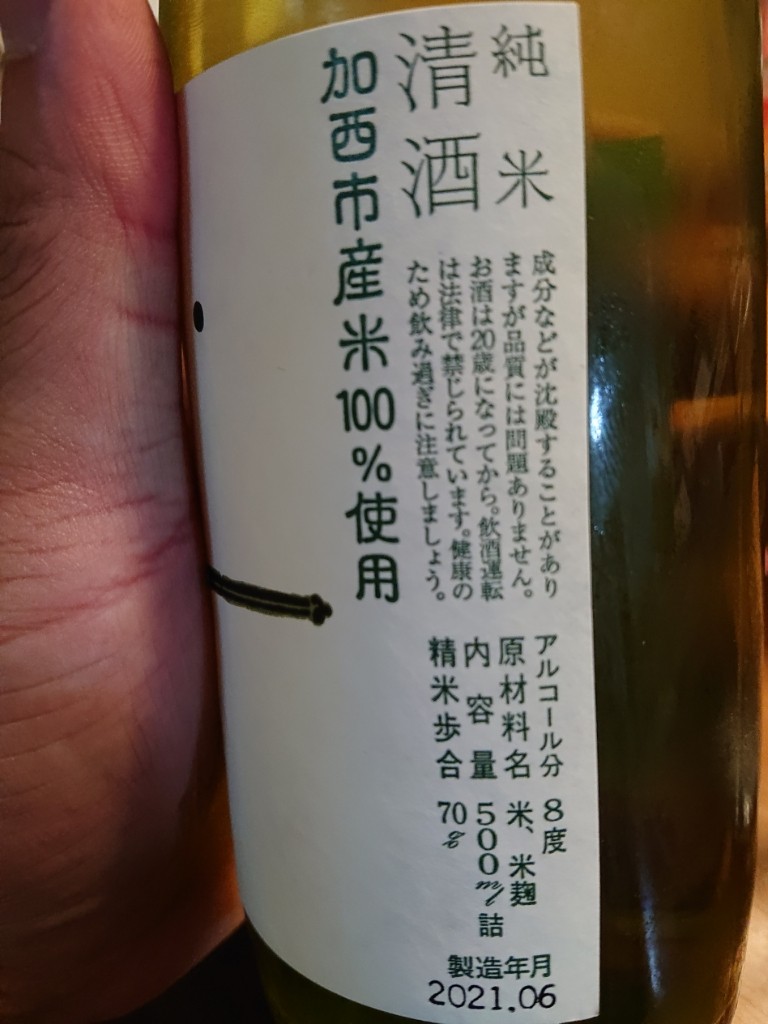 純米
清酒
加西市産米100%使用
成分などが沈殿することがあり
ますが品質には問題ありません。
お酒は20歳になってから。飲酒運転
は法律で禁じられています。健康の
ため飲み過ぎに注意しましょう。
アルコール分 8度
原材料名 米、米麹
内容量 500ml詰
精米歩合 70%
製造年月
2021.06